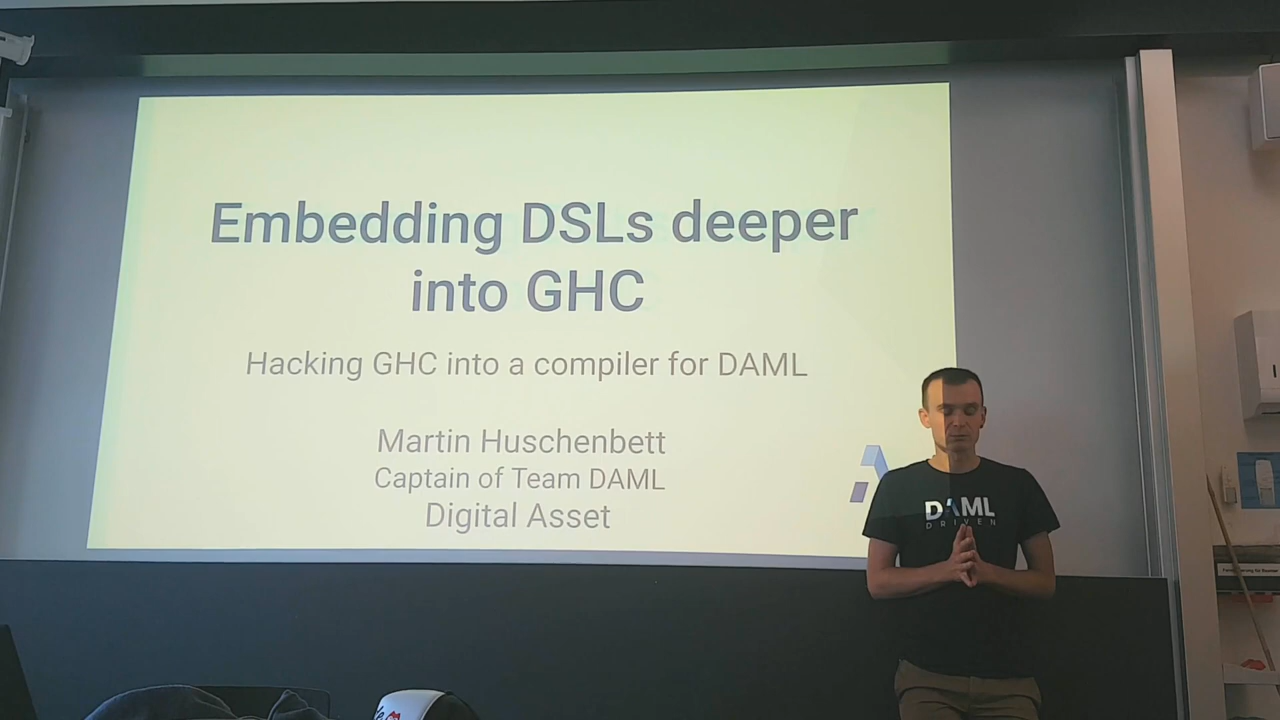 Embedding DSLs deeper
into GHC
Hacking GHC into a compiler for DAML
Martin Huschenbett
Captain of Team DAML
Digital Asset
DAML
DRIVEN